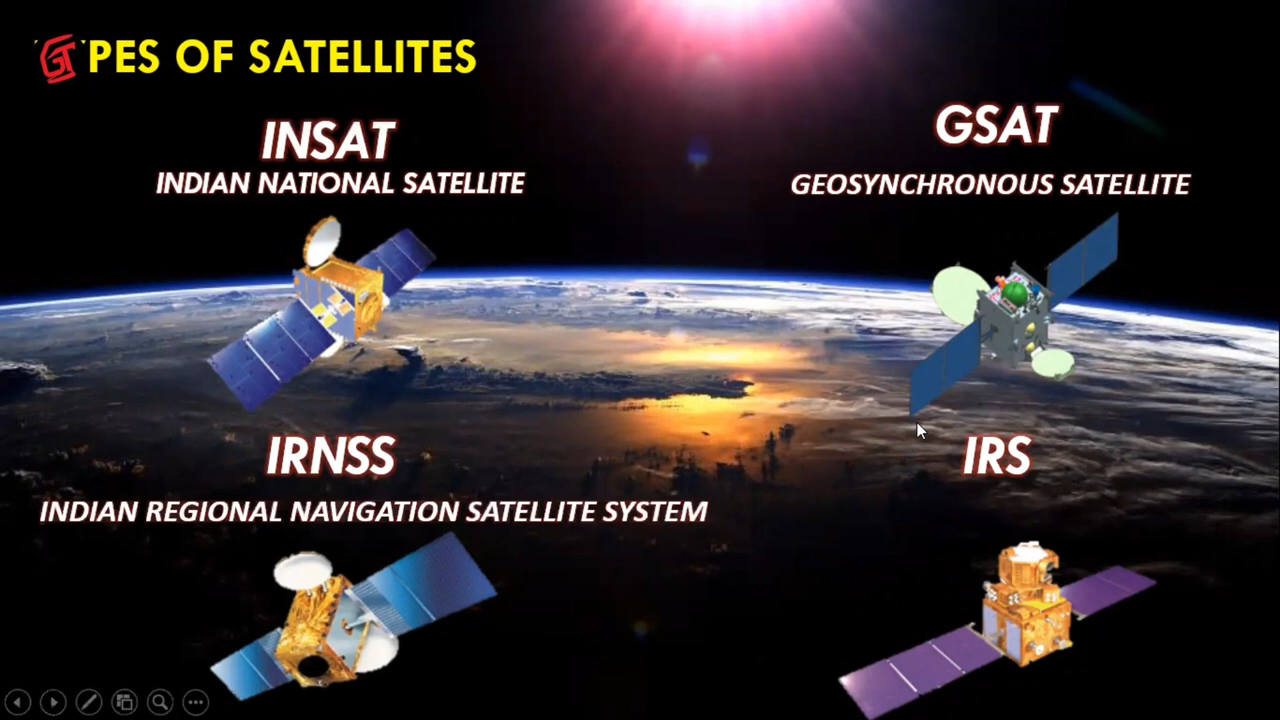 PES OF SATELLITES
INSAT
INDIAN NATIONAL SATELLITE
GSAT
GEOSYNCHRONOUS SATELLITE
IRNSS
INDIAN REGIONAL NAVIGATION SATELLITE SYSTEM
IRS